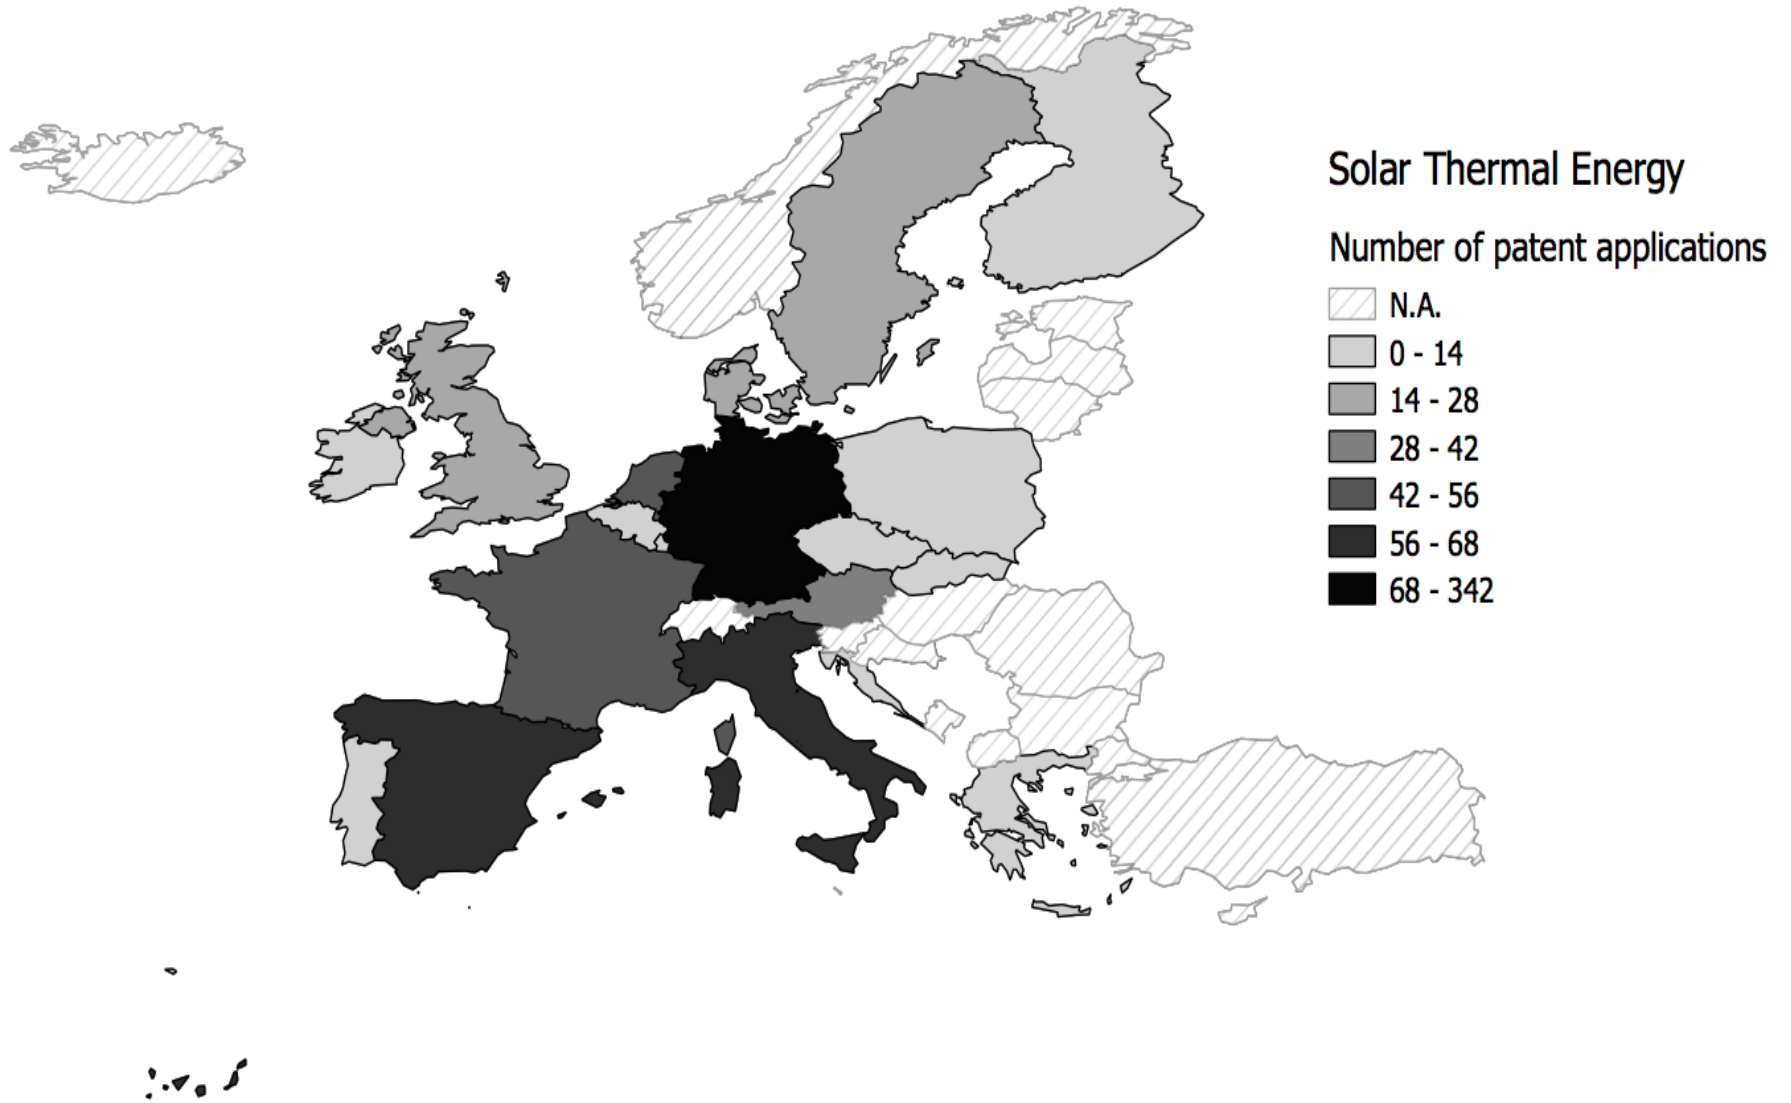 Solar Thermal Energy
Number of patent applications
N.A.
0 - 14
14 - 28
28 - 42
42 - 56
56 - 68
68 - 342